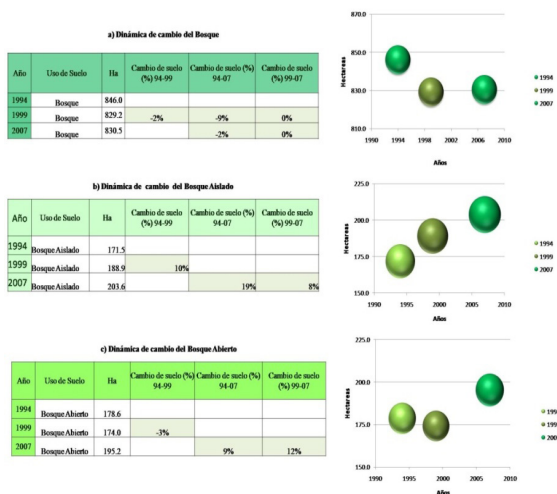 a) Dinámica de cambio del Bosque
Año Uso de Suelo Ha Cambio de suelo (%) 94-99 Cambio de suelo (%) 94-07 Cambio de suelo (%) 99-07
1994 Bosque 846.0
1999 Bosque 829.2 -2% -9% 0%
2007 Bosque 830.5 -2% 0%
870.0
850.0
830.0
810.0
Hectareas
1990 1994 1998 2002 2006 2010
Años
1994
1999
2007
b) Dinámica de cambio del Bosque Aislado
Año Uso de Suelo Ha Cambio de suelo (%) 94-99 Cambio de suelo (%) 94-07 Cambio de suelo (%) 99-07
1994 Bosque Aislado 171.5
1999 Bosque Aislado 188.9 10%
2007 Bosque Aislado 203.6 19% 8%
225.0
200.0
175.0
150.0
Hectareas
1990 1995 2000 2005 2010
Años
1994
1999
2007
c) Dinámica de cambio del Bosque Abierto
Año Uso de Suelo Ha Cambio de suelo (%) 94-99 Cambio de suelo (%) 94-07 Cambio de suelo (%) 99-07
1994 Bosque Abierto 178.6
1999 Bosque Abierto 174.0 -3%
2007 Bosque Abierto 195.2 9% 12%
225.0
200.0
175.0
150.0
Hectareas
1990 1995 2000 2005 2010
Años
199
199
200